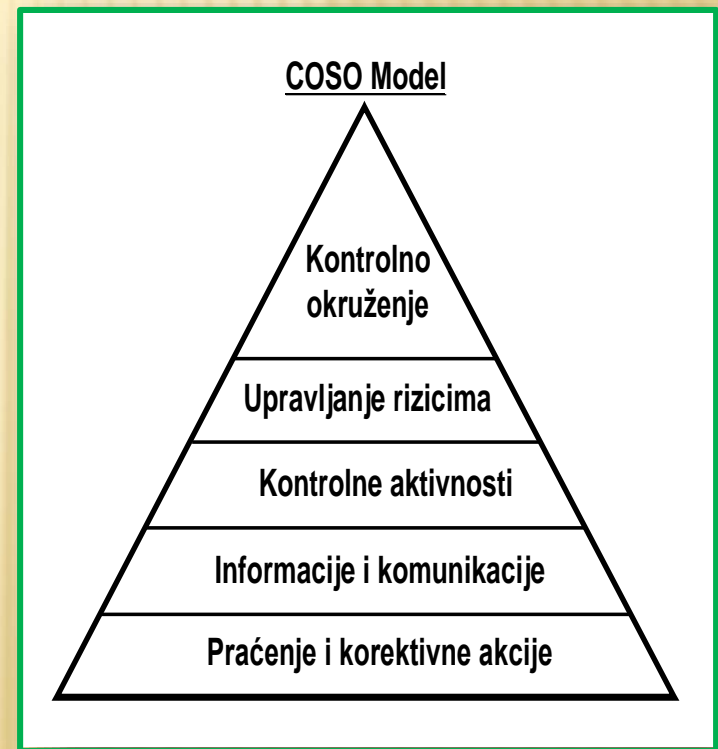 COSO Model
Kontrolno
okruženje
Upravljanje rizicima
Kontrolne aktivnosti
Informacije i komunikacije
Praćenje i korektivne akcije